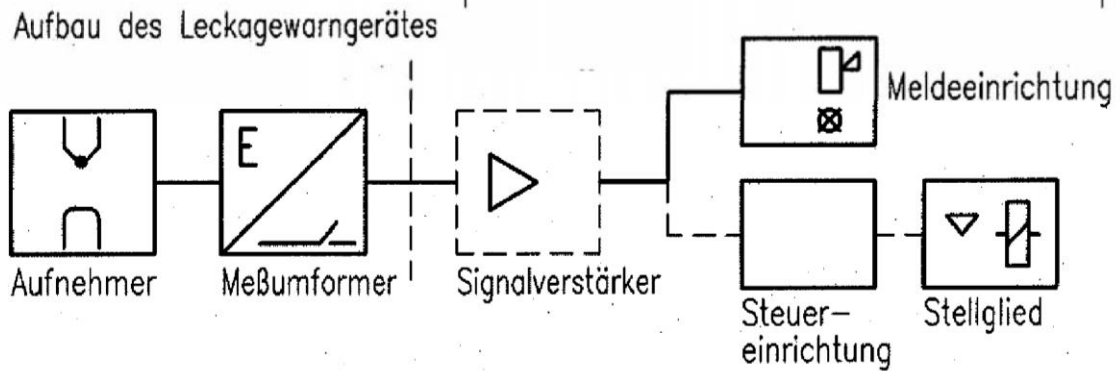 Aufbau des Leckagewarngerätes
Meldeeinrichtung
E
Aufnehmer
Meßumformer
Signalverstärker
Steuer-
einrichtung
Stellglied